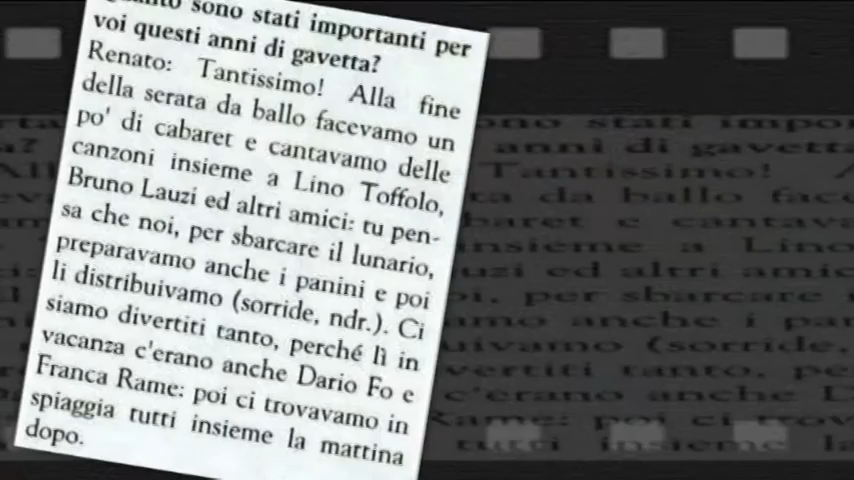 Quanto sono stati importanti per
voi questi anni di gavetta?
Renato: Tantissimo! Alla fine
della serata da ballo facevamo un
po' di cabaret e cantavamo delle
canzoni insieme a Lino Toffolo,
Bruno Lauzi ed altri amici: tu pen-
sa che noi, per sbarcare il lunario,
preparavamo anche i panini e poi
li distribuivamo (sorride, ndr.). Ci
siamo divertiti tanto, perché lì in
vacanza c'erano anche Dario Fo e
Franca Rame: poi ci trovavamo in
spiaggia tutti insieme la mattina
dopo.